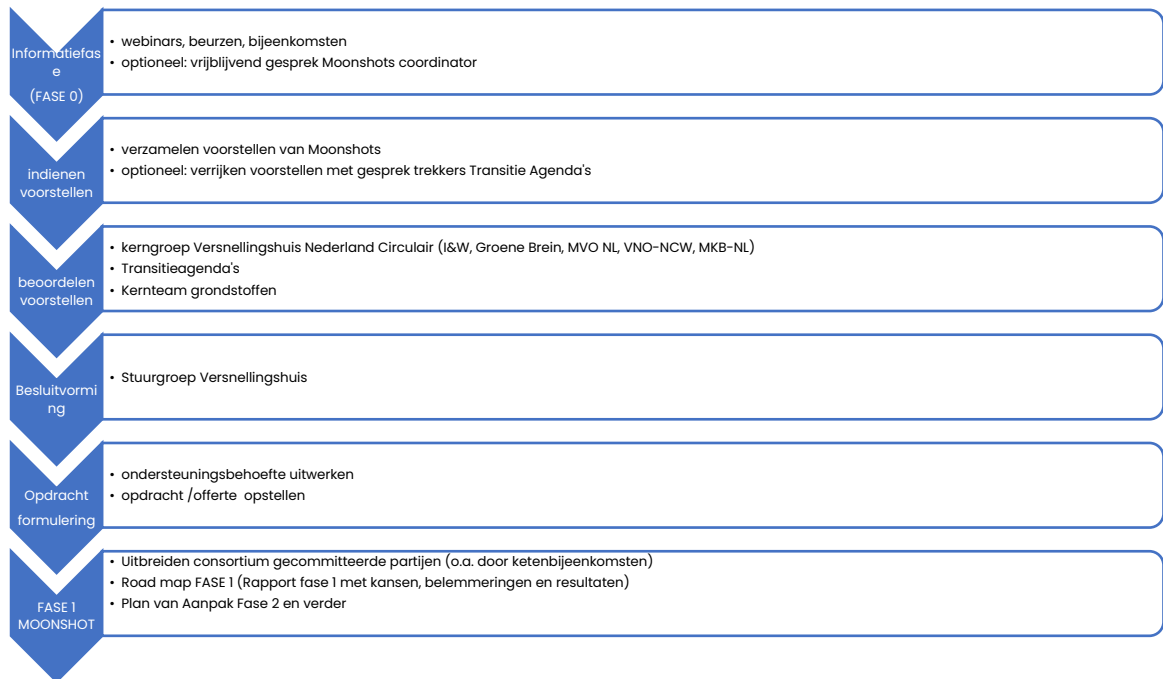 Informatiefas
e
(FASE 0)
• webinars, beurzen, bijeenkomsten
• optioneel: vrijblijvend gesprek Moonshots coordinator
indienen
voorstellen
• verzamelen voorstellen van Moonshots
• optioneel: verrijken voorstellen met gesprek trekkers Transitie Agenda's
beoordelen
voorstellen
• kerngroep Versnellingshuis Nederland Circulair (I&W, Groene Brein, MVO NL, VNO-NCW, MKB-NL)
• Transitieagenda's
• Kernteam grondstoffen
Besluitvormi
ng
• Stuurgroep Versnellingshuis
Opdracht
formulering
• ondersteuningsbehoefte uitwerken
• opdracht /offerte opstellen
FASE 1
MOONSHOT
• Uitbreiden consortium gecommitteerde partijen (o.a. door ketenbijeenkomsten)
• Road map FASE 1 (Rapport fase 1 met kansen, belemmeringen en resultaten)
• Plan van Aanpak Fase 2 en verder